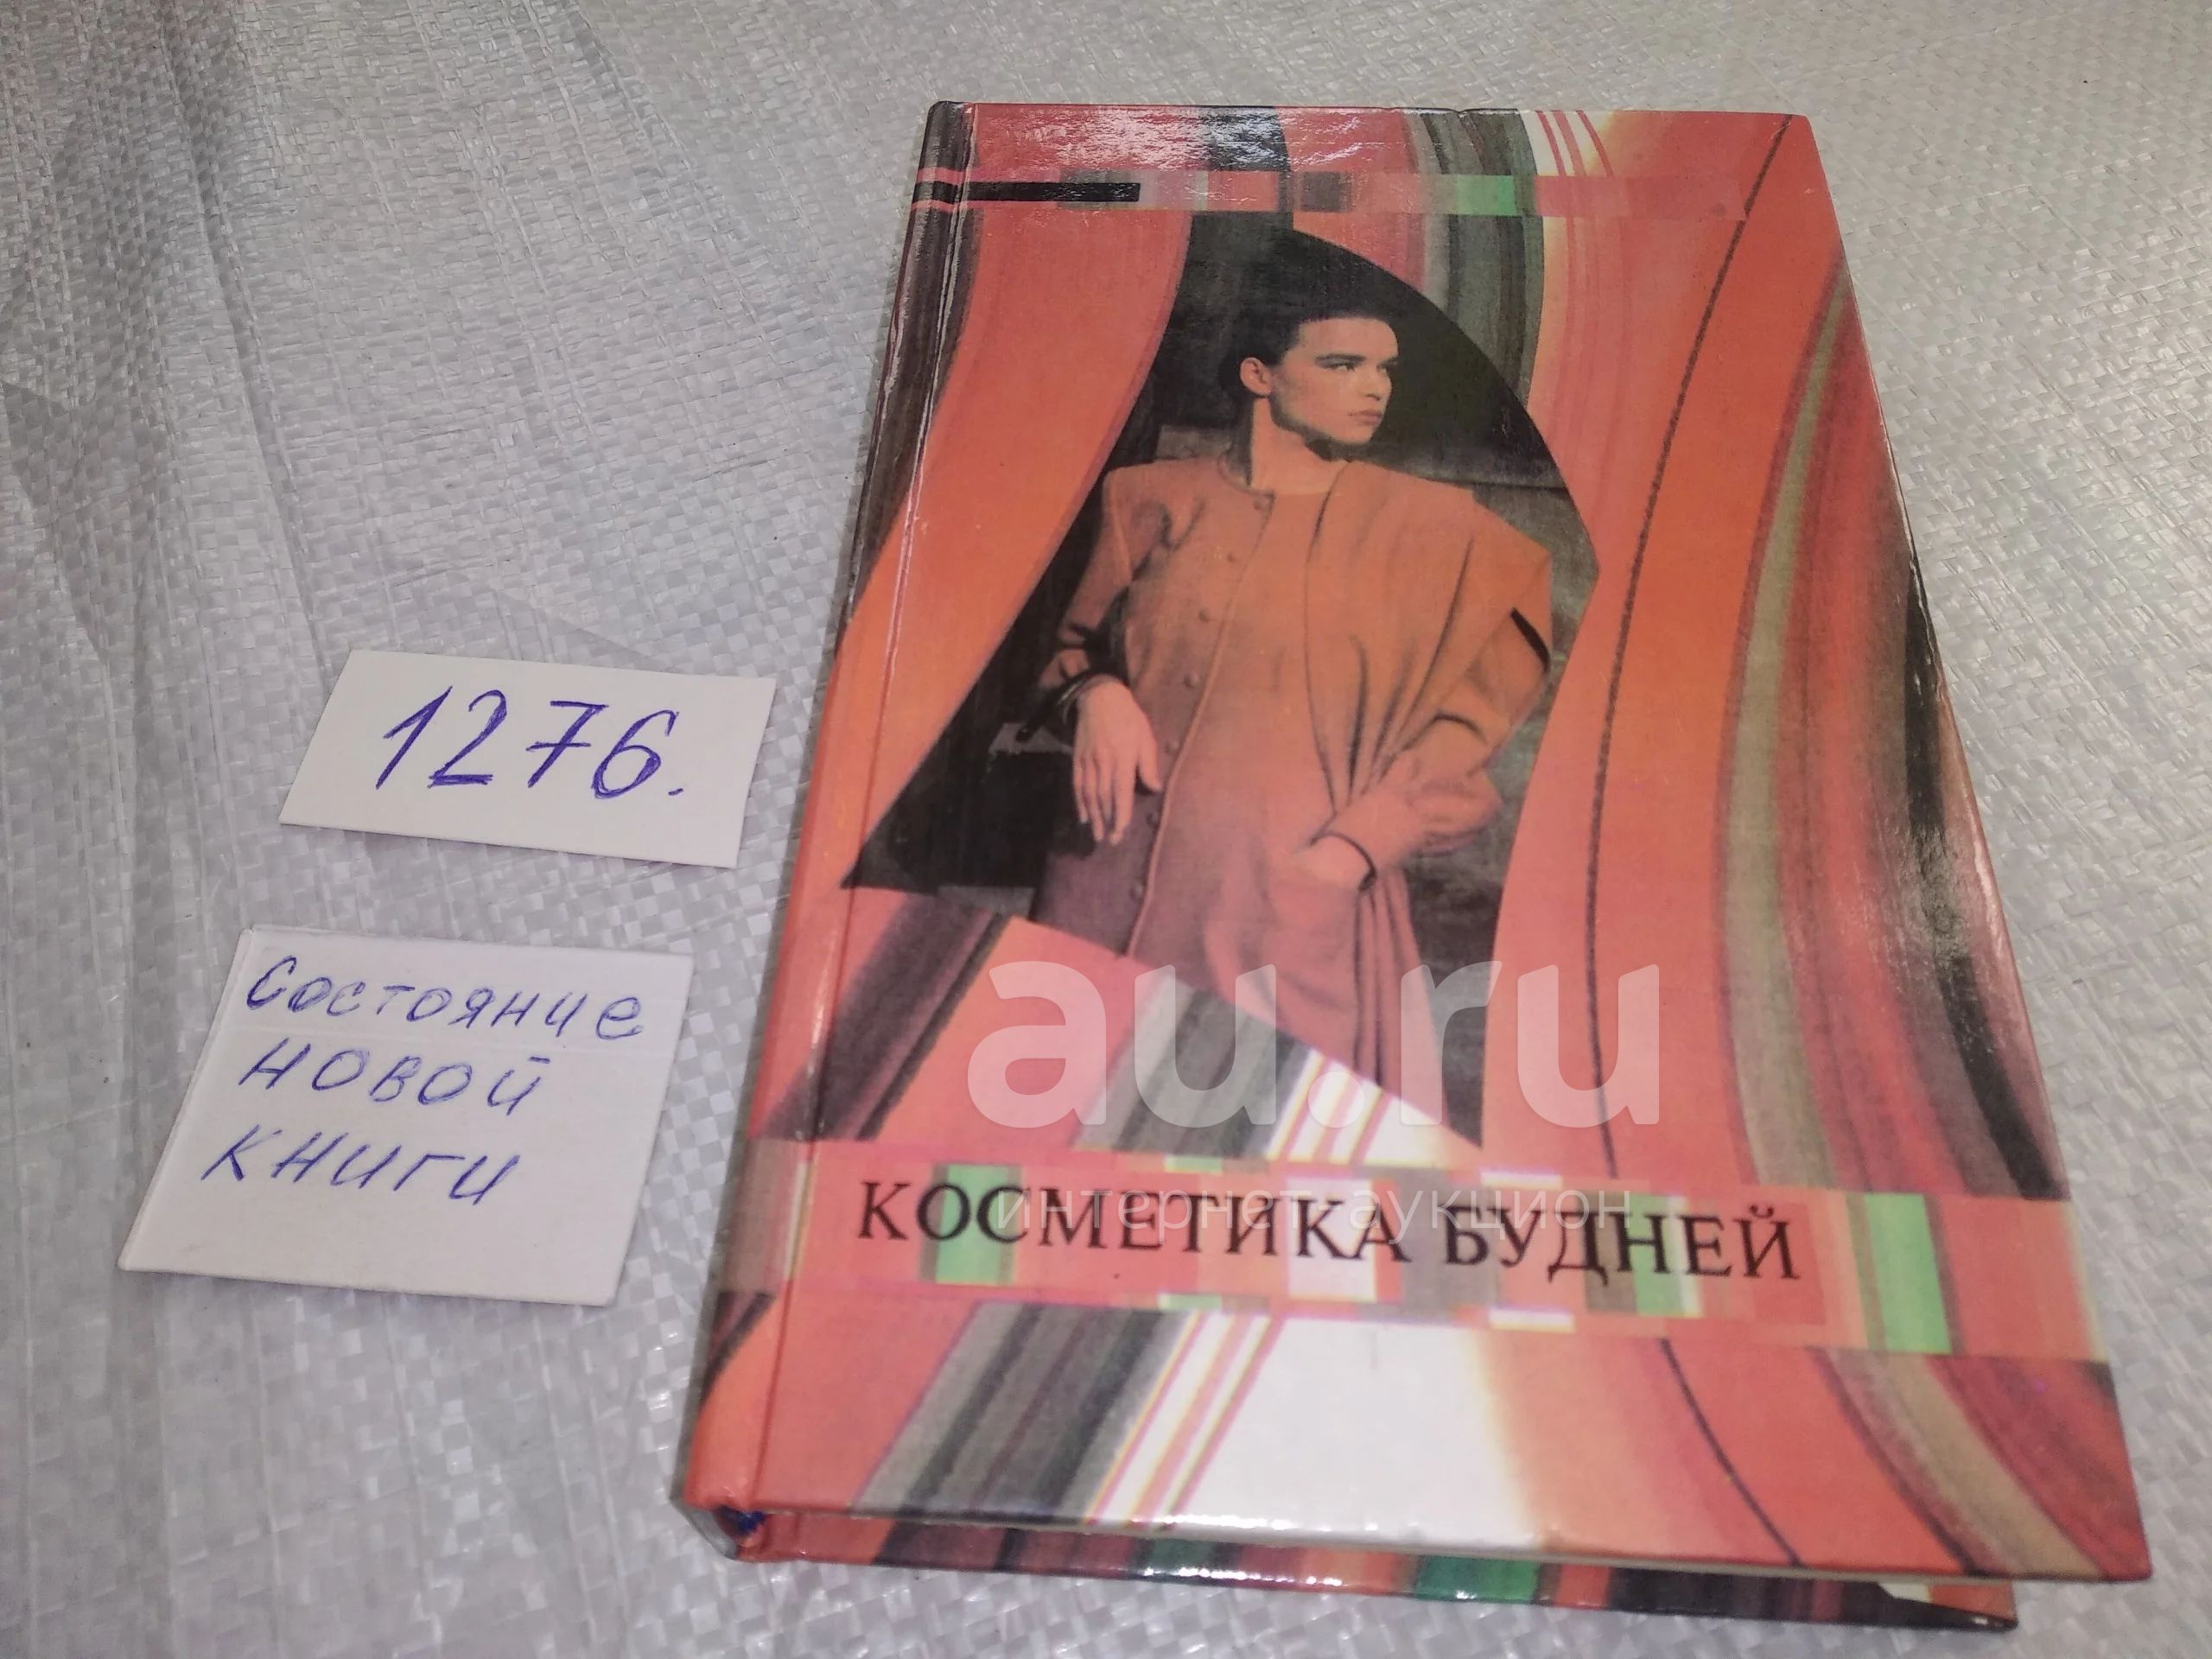 1276.
Состояние
новой
книги
au.ru
интернет аукцион
КОСМЕТИКА БУДНЕЙ